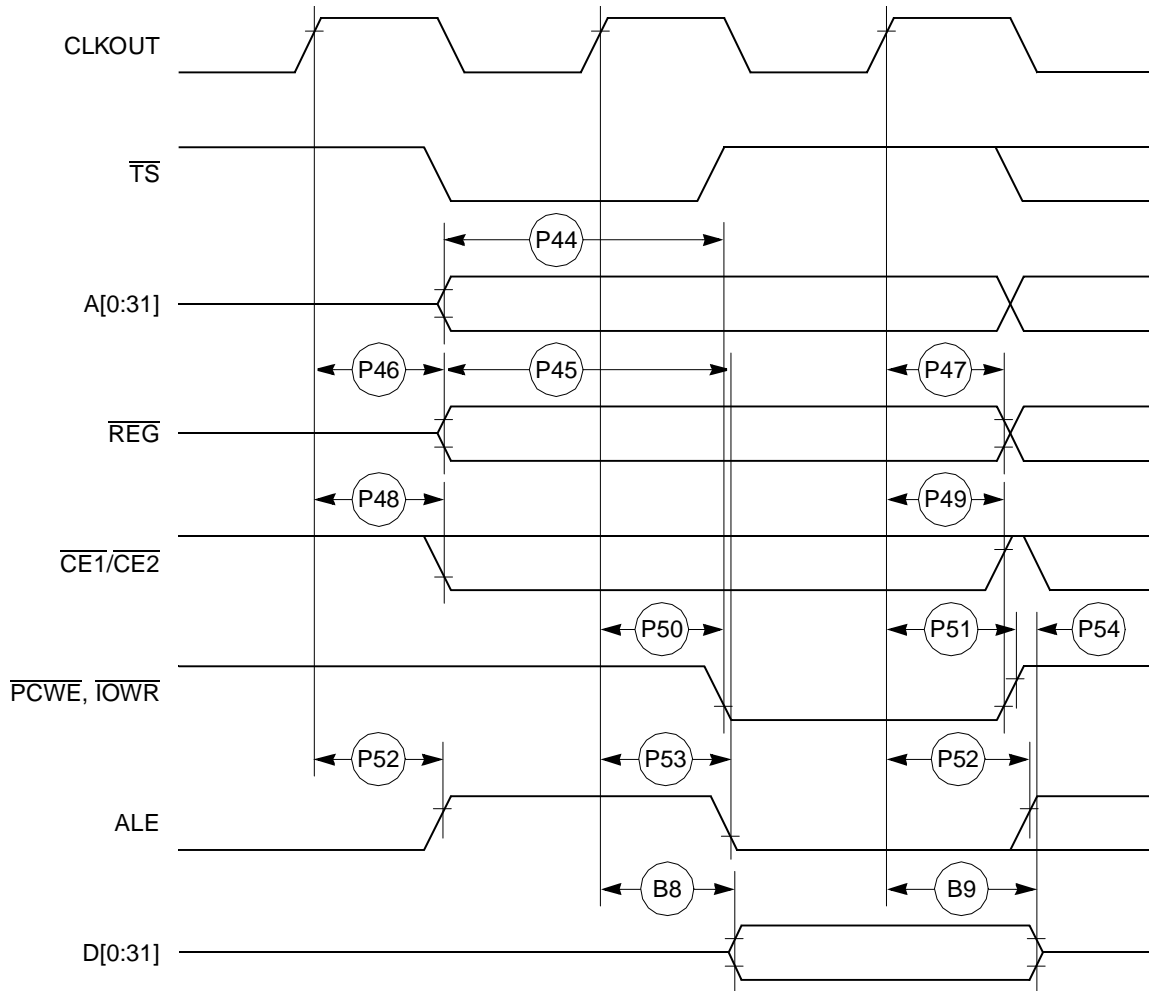 CLKOUT
TS
P44
A[0:31]
P46 P45 P47
REG
P48 P49
CE1/CE2
P50 P51 P54
PCWE, IOWR
P52 P53 P52
ALE
B8 B9
D[0:31]